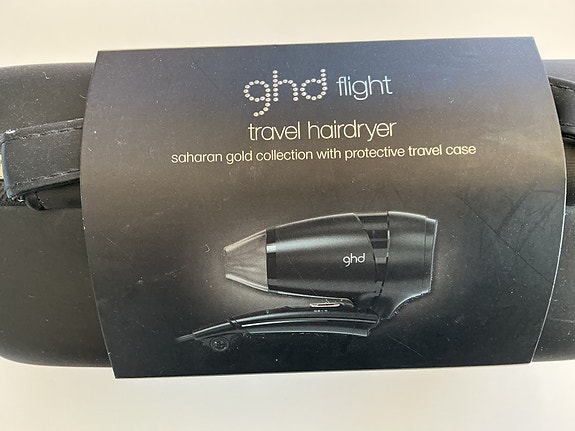 ghd flight
travel hairdryer
saharan gold collection with protective travel case
ghd